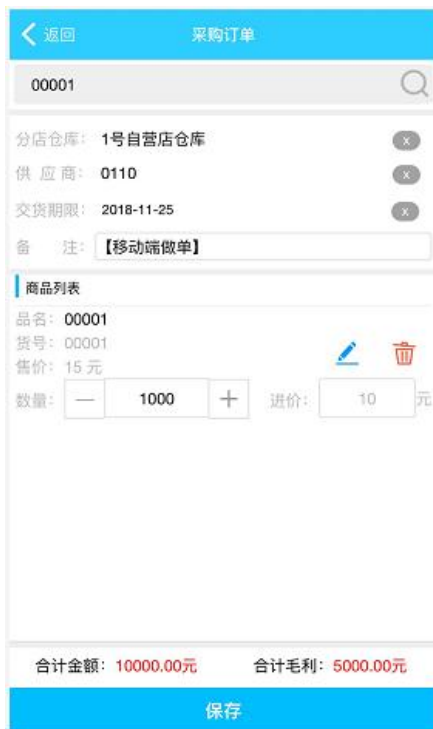 返回 采购订单
00001
分店仓库： 1号自营店仓库 x
供 应 商： 0110 x
交货期限： 2018-11-25 x
备 注： 【移动端做单】
商品列表
品名： 00001
货号： 00001
售价： 15 元
数量： — 1000 + 进价： 10 元
合计金额： 10000.00元 合计毛利： 5000.00元
保存